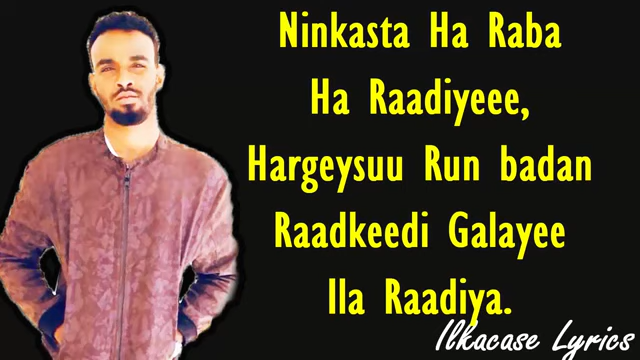 Ninkasta Ha Raba
Ha Raadiyeee,
Hargeysuu Run badan
Raadkeedi Galayee
Ila Raadiya.
Ilkacase Lyrics